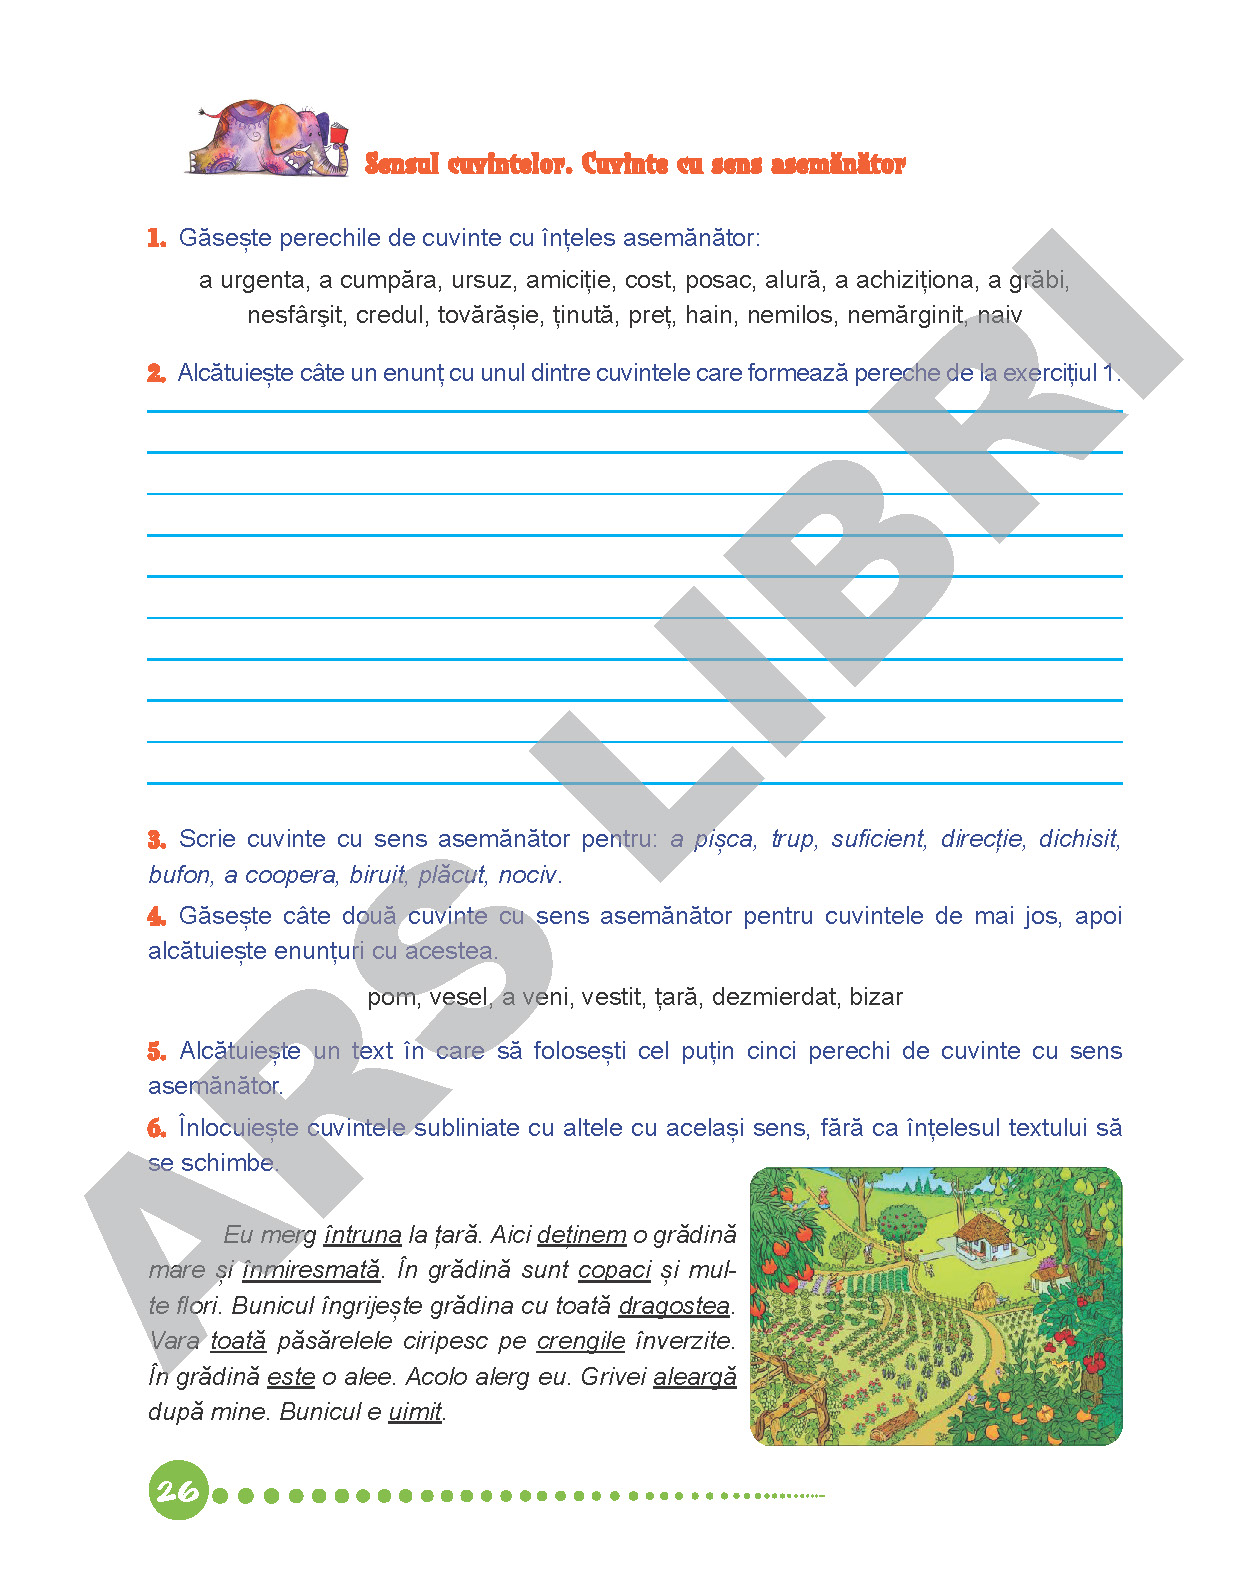 Sensul cuvintelor. Cuvinte cu sens asemănător
1. Găsește perechile de cuvinte cu înțeles asemănător:
a urgenta, a cumpăra, ursuz, amiciție, cost, posac, alură, a achiziționa, a grăbi,
nesfârşit, credul, tovărășie, ținută, preț, hain, nemilos, nemărginit, naiv
2. Alcătuiește câte un enunț cu unul dintre cuvintele care formează pereche de la exercițiul 1.
3. Scrie cuvinte cu sens asemănător pentru: a pișca, trup, suficient, direcție, dichisit,
bufon, a coopera, biruit, plăcut, nociv.
4. Găsește câte două cuvinte cu sens asemănător pentru cuvintele de mai jos, apoi
alcătuiește enunțuri cu acestea.
pom, vesel, a veni, vestit, țară, dezmierdat, bizar
5. Alcătuiește un text în care să folosești cel puțin cinci perechi de cuvinte cu sens
asemănător.
6. Înlocuiește cuvintele subliniate cu altele cu același sens, fără ca înțelesul textului să
se schimbe.
Eu merg întruna la țară. Aici deținem o grădină
mare și înmiresmată. În grădină sunt copaci și mul-
te flori. Bunicul îngrijește grădina cu toată dragostea.
Vara toată păsărelele ciripesc pe crengile înverzite.
În grădină este o alee. Acolo alerg eu. Grivei aleargă
după mine. Bunicul e uimit.
26
ARS LIBRI